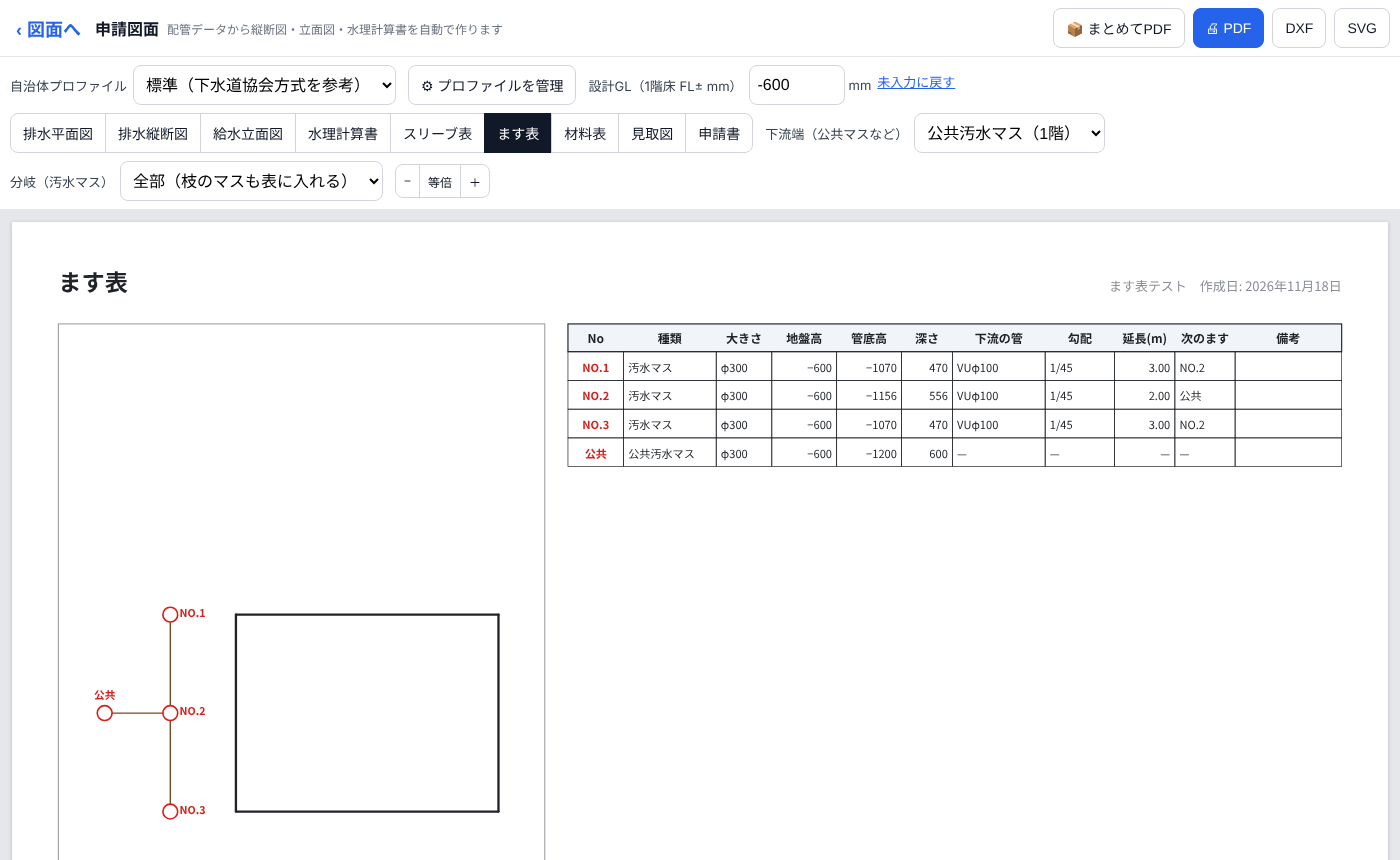 ‹ 図面へ 申請図面 配管データから縦断図・立面図・水理計算書を自動で作ります 📦 まとめてPDF 🖨 PDF DXF SVG
自治体プロファイル 標準（下水道協会方式を参考） ⚙ プロファイルを管理 設計GL（1階床 FL± mm） -600 mm 未入力に戻す
排水平面図 排水縦断図 給水立面図 水理計算書 スリーブ表 ます表 材料表 見取図 申請書 下流端（公共マスなど） 公共汚水マス（1階）
分岐（汚水マス） 全部（枝のマスも表に入れる） － 等倍 ＋
ます表
ます表テスト 作成日: 2026年11月18日
No 種類 大きさ 地盤高 管底高 深さ 下流の管 勾配 延長(m) 次のます 備考
NO.1 汚水マス φ300 −600 −1070 470 VUφ100 1/45 3.00 NO.2
NO.2 汚水マス φ300 −600 −1156 556 VUφ100 1/45 2.00 公共
NO.3 汚水マス φ300 −600 −1070 470 VUφ100 1/45 3.00 NO.2
公共 公共汚水マス φ300 −600 −1200 600 — — — —
NO.1
公共
NO.2
NO.3